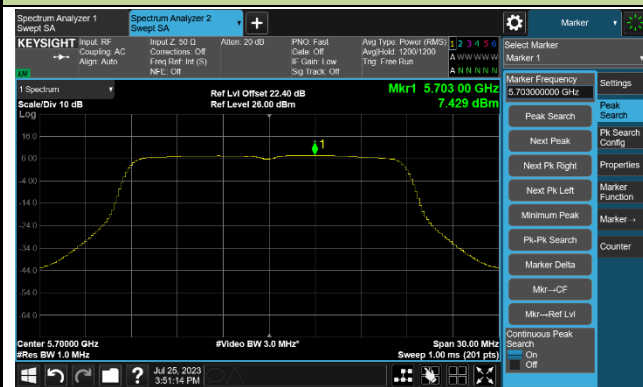 Spectrum Analyzer 1
Swept SA
Spectrum Analyzer 2
Swept SA
+
Marker
KEYSIGHT
Input: RF
Coupling: AC
Align: Auto
Input Z: 50 Ω
Corrections: Off
Freq Ref: Int (S)
NFE: Off
Atten: 20 dB
PNO: Fast
Gate: Off
IF Gain: Low
Sig Track: Off
Avg Type: Power (RMS)
Avg|Hold: 1200/1200
Trig: Free Run
1 2 3 4 5 6
A W W W W W
A N N N N N
LXI
Select Marker
Marker 1
1 Spectrum
Scale/Div 10 dB
Log
Ref Lvl Offset 22.40 dB
Ref Level 26.00 dBm
Mkr1 5.703 00 GHz
7.429 dBm
16.0
6.00
-4.00
-14.0
-24.0
-34.0
-44.0
-54.0
-64.0
1
Center 5.70000 GHz
#Res BW 1.0 MHz
#Video BW 3.0 MHz*
Span 30.00 MHz
Sweep 1.00 ms (201 pts)
Marker Frequency
5.703000000 GHz
Peak Search
Next Peak
Next Pk Right
Next Pk Left
Minimum Peak
Pk-Pk Search
Marker Delta
Mkr→CF
Mkr→Ref Lvl
Continuous Peak
Search
On
Off
Settings
Peak
Search
Pk Search
Config
Properties
Marker
Function
Marker→
Counter
?
Jul 25, 2023
3:51:14 PM